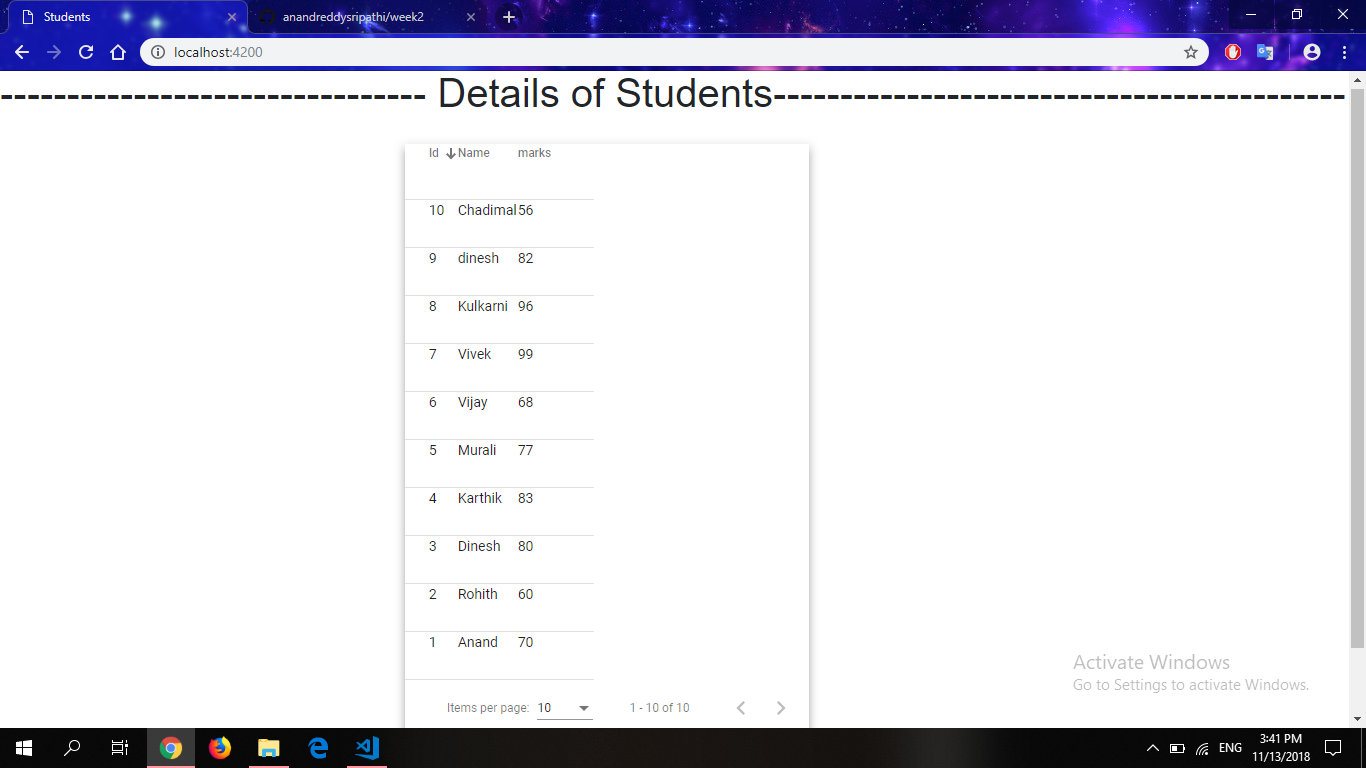 Students
anandreddysripathi/week2
localhost:4200
-------------------------------- Details of Students-------------------------------------------
Id Name marks
10 Chadimal 56
9 dinesh 82
8 Kulkarni 96
7 Vivek 99
6 Vijay 68
5 Murali 77
4 Karthik 83
3 Dinesh 80
2 Rohith 60
1 Anand 70
Items per page: 10 1 - 10 of 10
Activate Windows
Go to Settings to activate Windows.
ENG
3:41 PM
11/13/2018